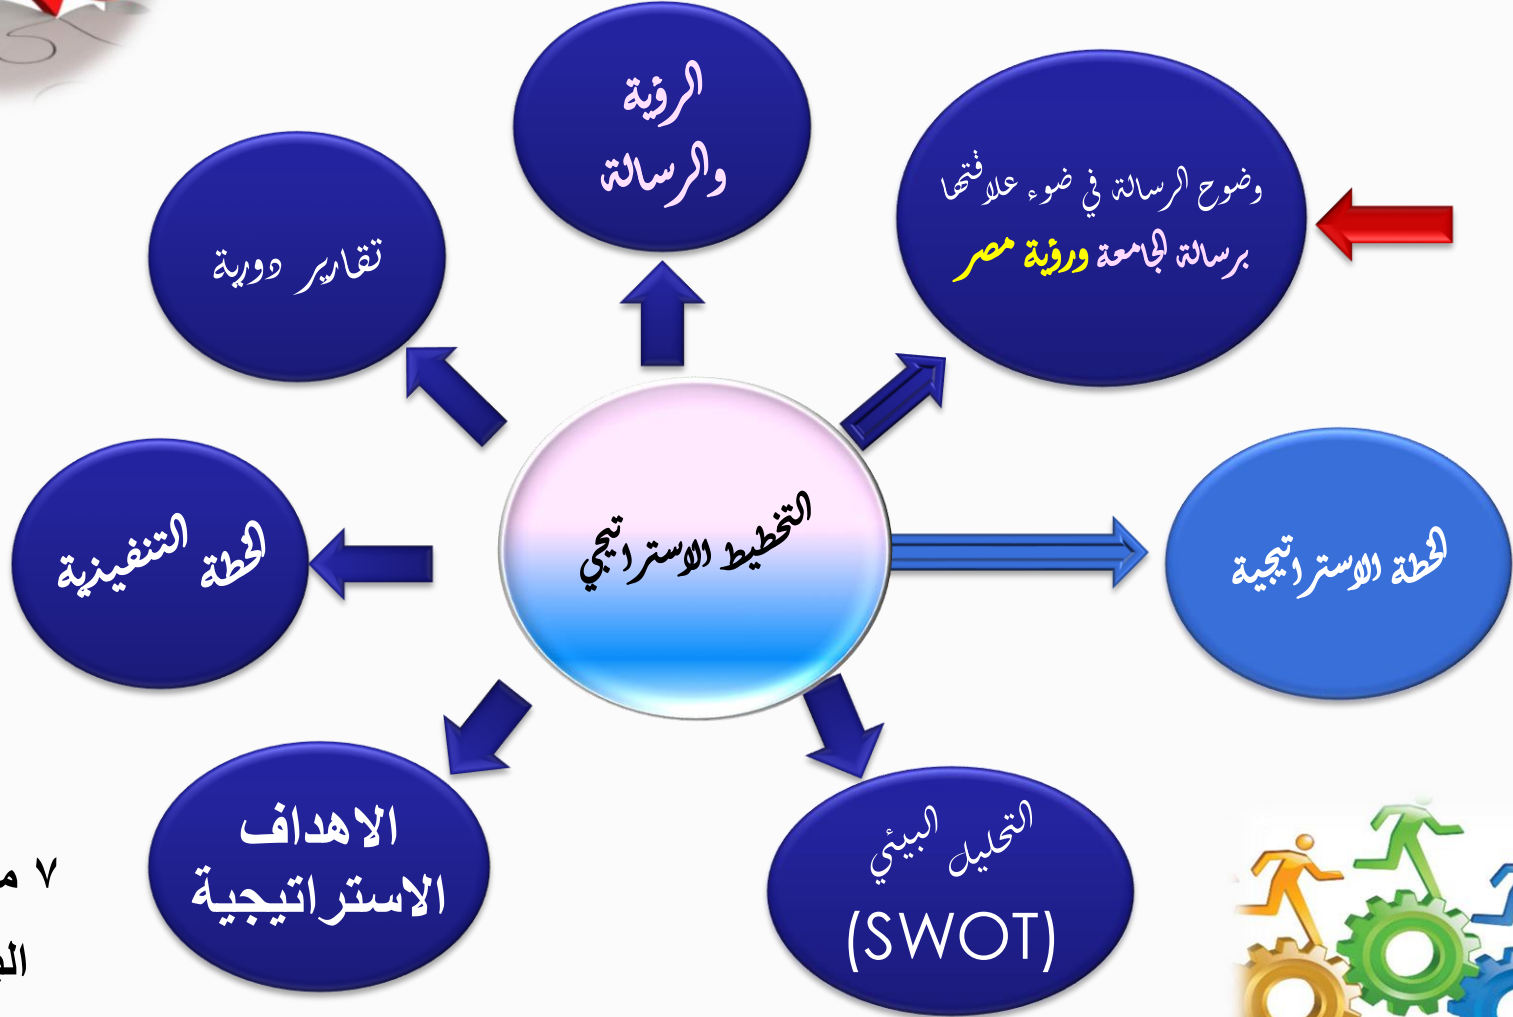 الرؤية
والرسالة
وضوح الرسالة في ضوء علاقتها
برسالة الجامعة ورؤية مصر
تقارير دورية
التخطيط الاستراتيجي
الخطة الاستراتيجية
الخطة التنفيذية
الاهداف
الاستراتيجية
التحليل البيئي
(SWOT)
٧